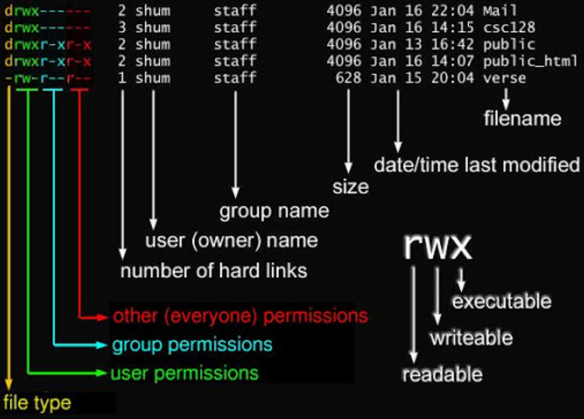 drwx------ 2 shum staff 4096 Jan 16 22:04 Mail
drwx------ 3 shum staff 4096 Jan 16 14:15 csc128
drwxr-xr-x 2 shum staff 4096 Jan 13 16:42 public
drwxr-xr-x 2 shum staff 4096 Jan 16 14:07 public_html
-rw-r--r-- 1 shum staff 628 Jan 15 20:04 verse
filename
date/time last modified
size
group name
user (owner) name
number of hard links
rwx
executable
writeable
readable
other (everyone) permissions
group permissions
user permissions
file type